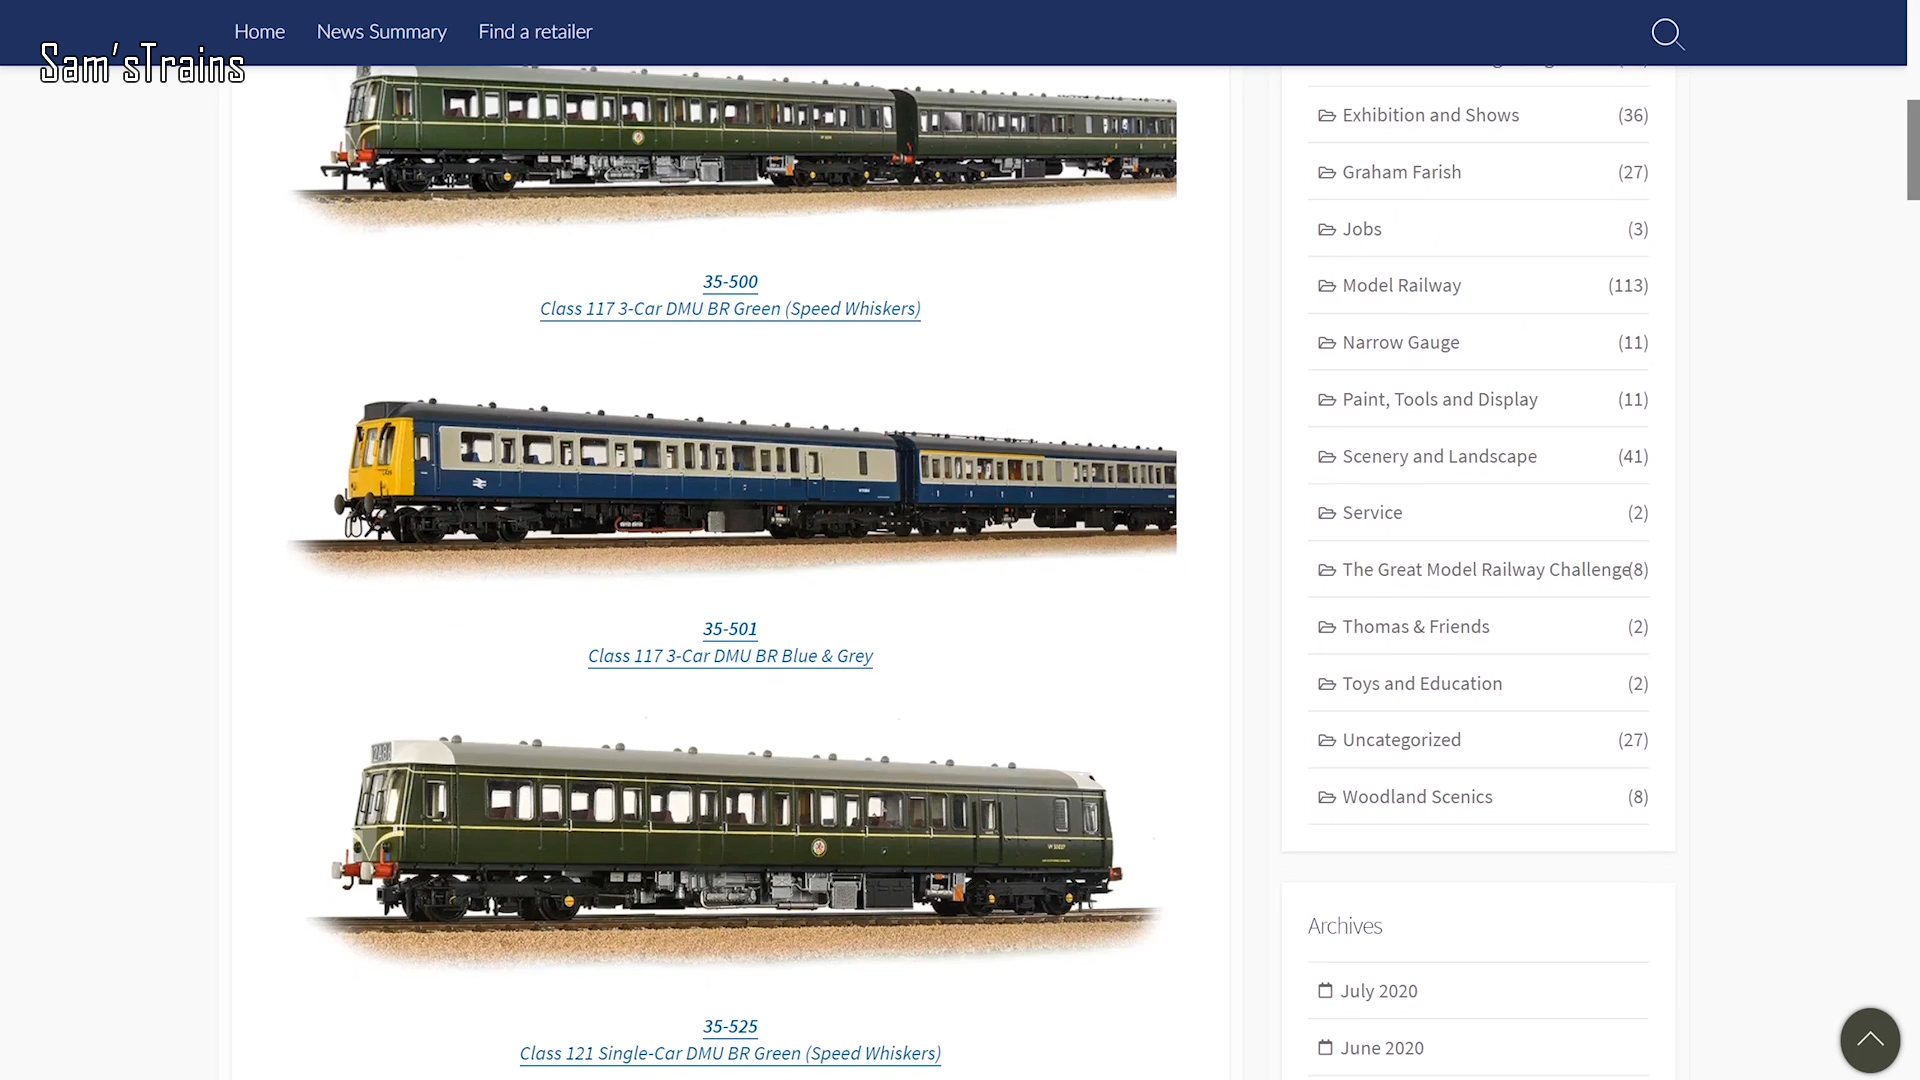 Home
News Summary
Find a retailer
Sam'sTrains
35-500
Class 117 3-Car DMU BR Green (Speed Whiskers)
35-501
Class 117 3-Car DMU BR Blue & Grey
35-525
Class 121 Single-Car DMU BR Green (Speed Whiskers)
Exhibition and Shows (36)
Graham Farish (27)
Jobs (3)
Model Railway (113)
Narrow Gauge (11)
Paint, Tools and Display (11)
Scenery and Landscape (41)
Service (2)
The Great Model Railway Challenge (8)
Thomas & Friends (2)
Toys and Education (2)
Uncategorized (27)
Woodland Scenics (8)
Archives
July 2020
June 2020